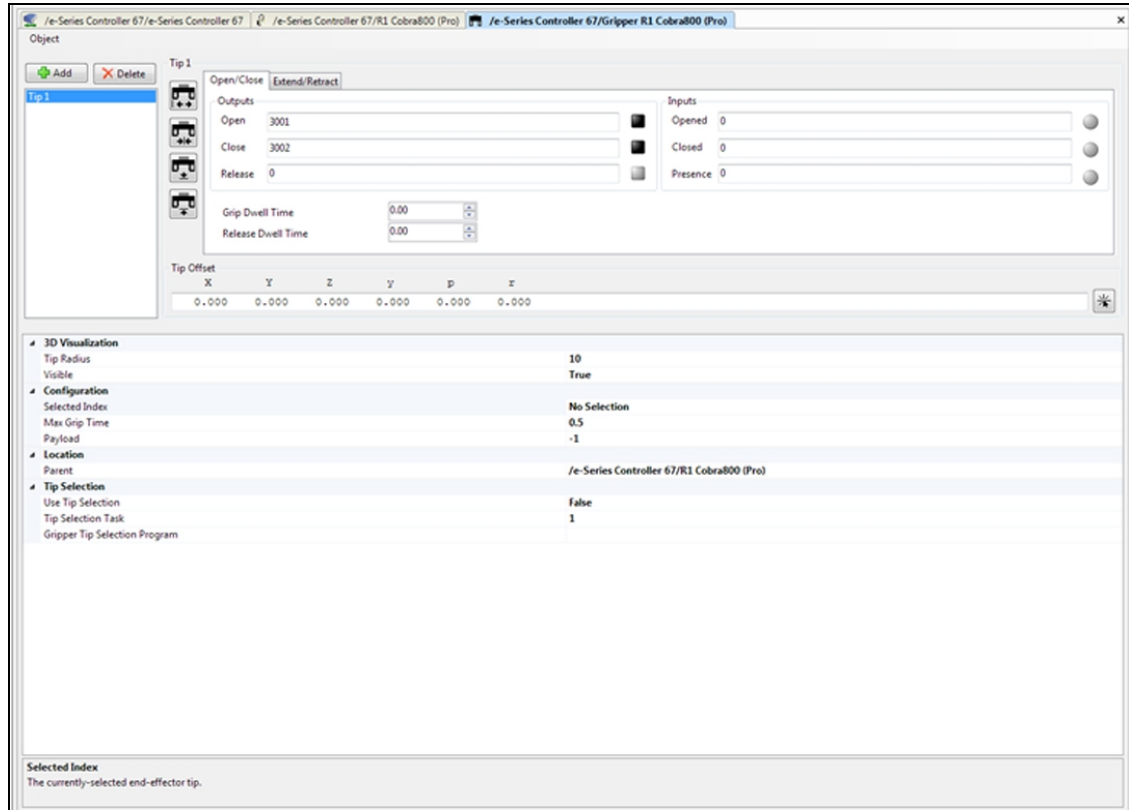 /e-Series Controller 67/e-Series Controller 67 /e-Series Controller 67/R1 Cobra800 (Pro) /e-Series Controller 67/Gripper R1 Cobra800 (Pro)
Object
Add Delete
Tip 1
Tip 1
Open/Close Extend/Retract
Outputs
Open 3001
Close 3002
Release 0
Inputs
Opened 0
Closed 0
Presence 0
Grip Dwell Time 0.00
Release Dwell Time 0.00
Tip Offset
X Y Z y p r
0.000 0.000 0.000 0.000 0.000 0.000
3D Visualization
Tip Radius 10
Visible True
Configuration
Selected Index No Selection
Max Grip Time 0.5
Payload -1
Location
Parent /e-Series Controller 67/R1 Cobra800 (Pro)
Tip Selection
Use Tip Selection False
Tip Selection Task 1
Gripper Tip Selection Program
Selected Index
The currently-selected end-effector tip.